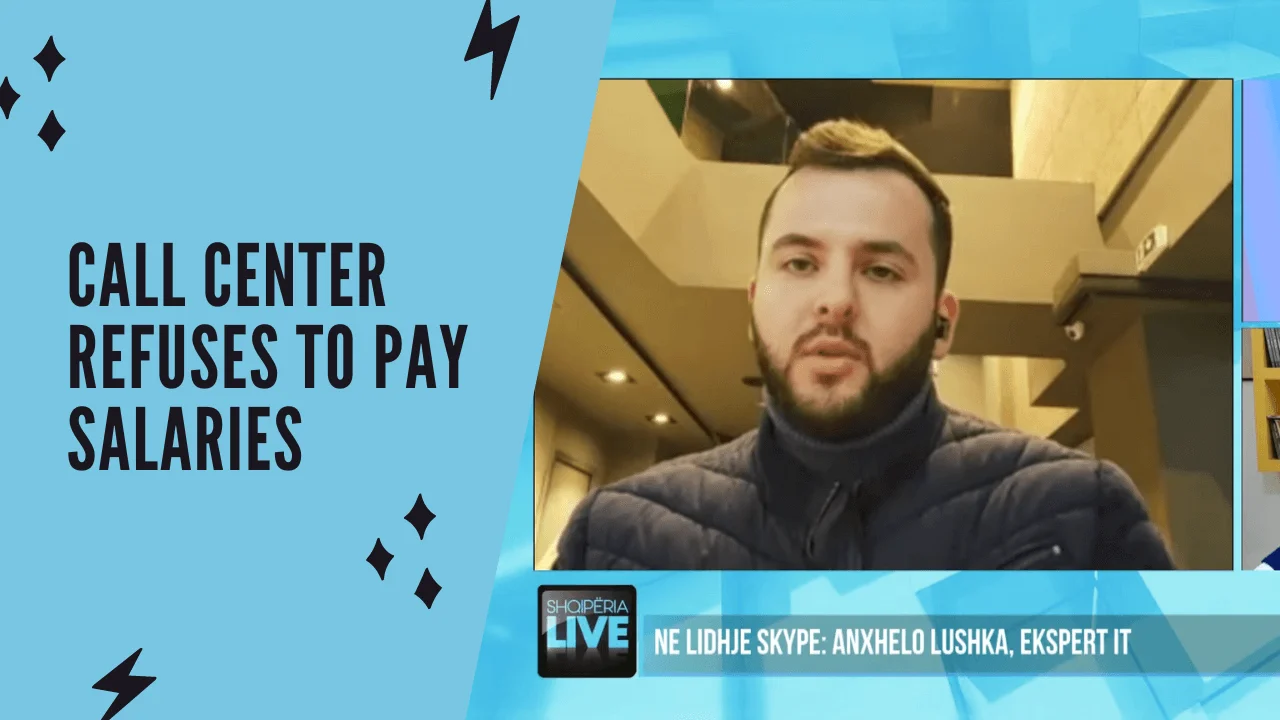 CALL CENTER
REFUSES TO PAY
SALARIES
SHQIPËRIA
LIVE
NE LIDHJE SKYPE: ANXHELO LUSHKA, EKSPERT IT